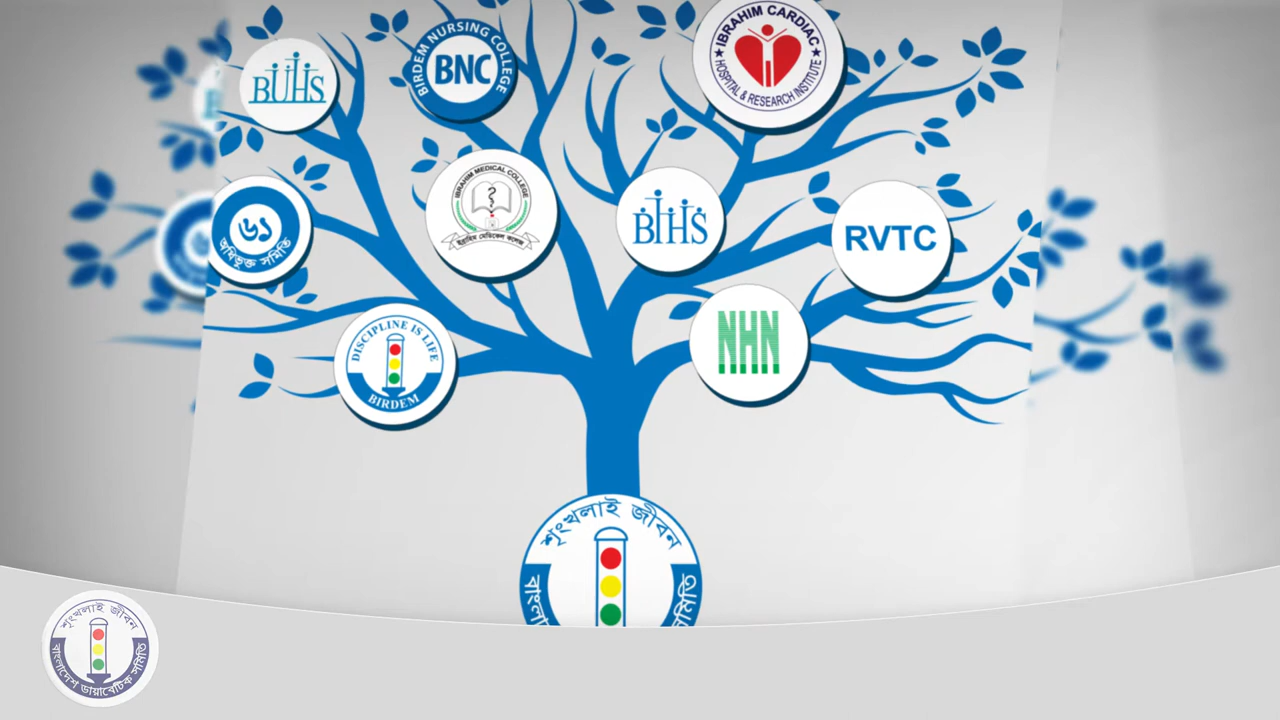 BUHS
BIRDEM NURSING COLLEGE
BNC
IBRAHIM CARDIAC
HOSPITAL & RESEARCH INSTITUTE
৬১
অধিভুক্ত সমিতি
IBRAHIM MEDICAL COLLEGE
ইব্রাহিম মেডিকেল কলেজ
BIHS
RVTC
DISCIPLINE IS LIFE
BIRDEM
NHN
শৃংখলাই জীবন
শৃংখলাই জীবন
বাংলাদেশ ডায়াবেটিক সমিতি